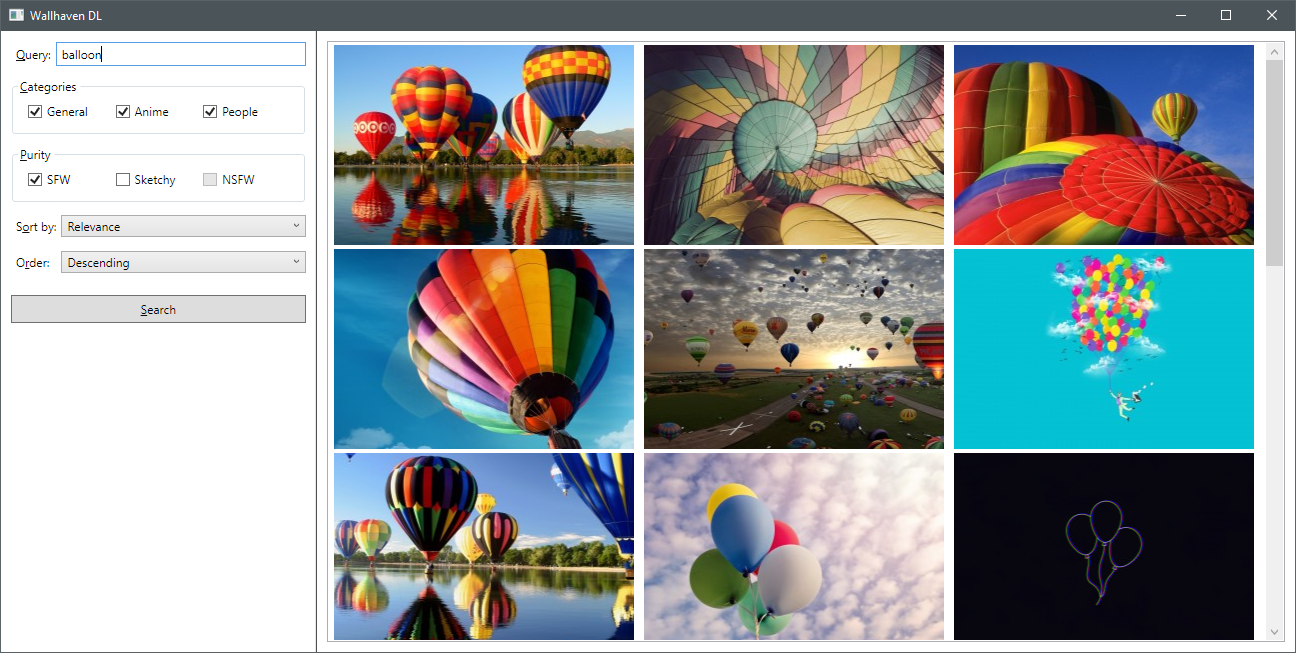 Wallhaven DL
Query: balloon
Categories
General Anime People
Purity
SFW Sketchy NSFW
Sort by: Relevance
Order: Descending
Search